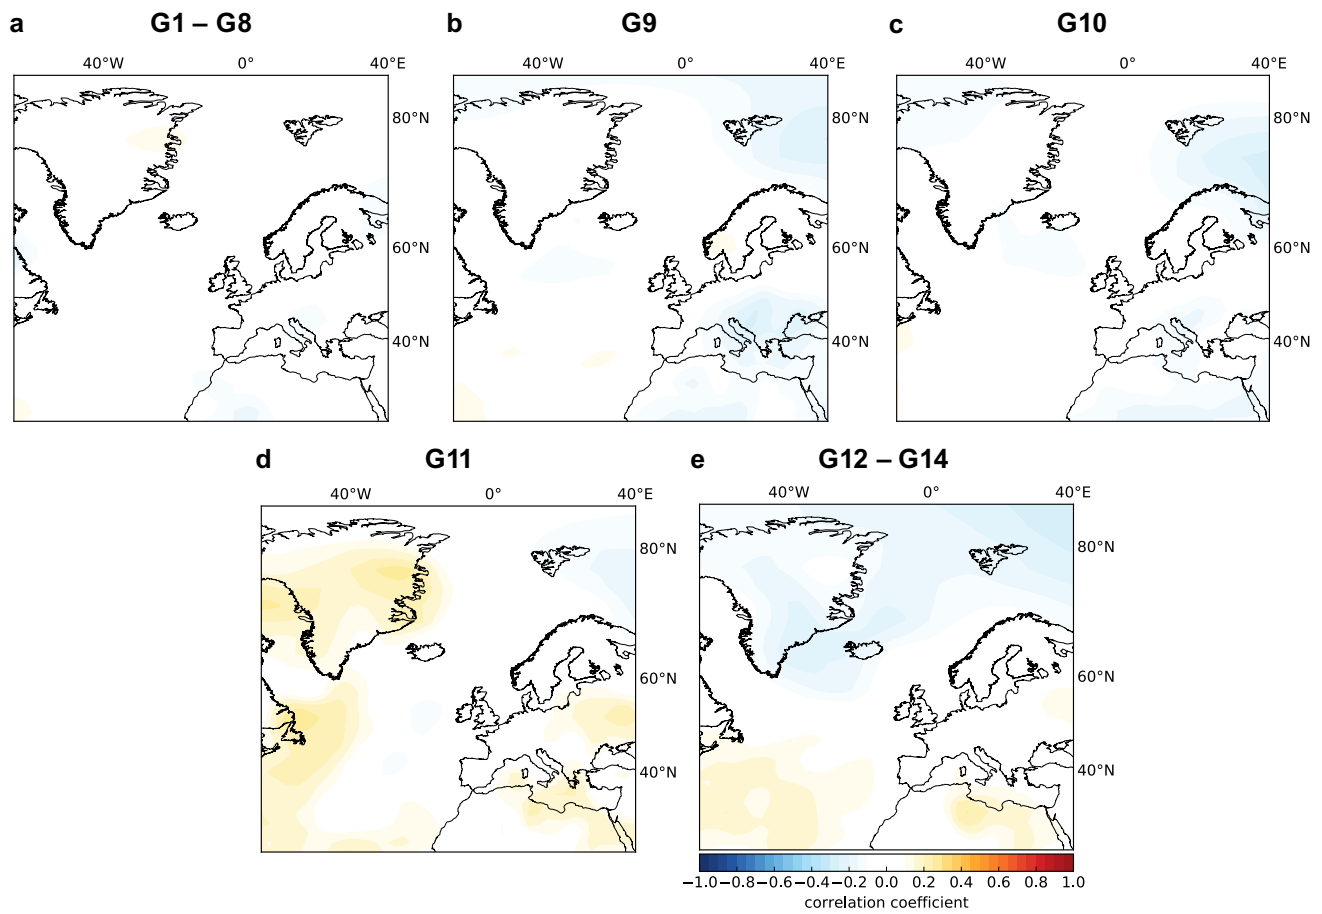 a G1 – G8 b G9 c G10
40°W 0° 40°E 40°W 0° 40°E 40°W 0° 40°E
80°N 80°N 80°N
60°N 60°N 60°N
40°N 40°N 40°N
d G11 e G12 – G14
40°W 0° 40°E 40°W 0° 40°E
80°N 80°N
60°N 60°N
40°N 40°N
−1.0 −0.8 −0.6 −0.4 −0.2 0.0 0.2 0.4 0.6 0.8 1.0
correlation coefficient